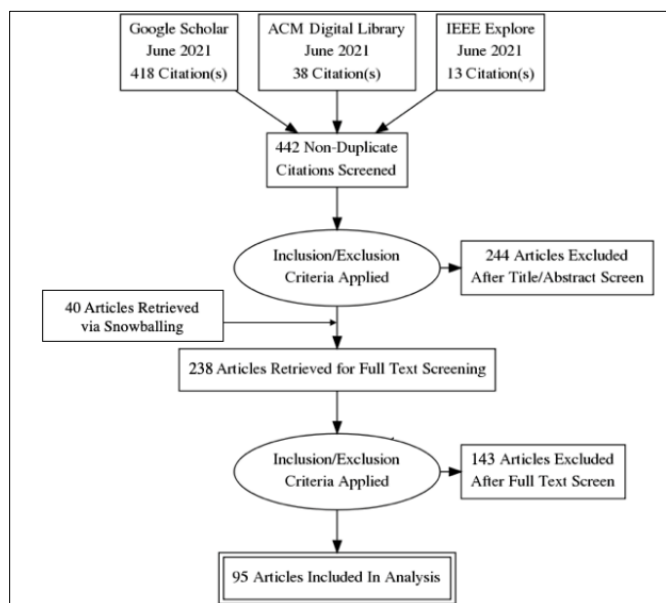 Google Scholar
June 2021
418 Citation(s)
ACM Digital Library
June 2021
38 Citation(s)
IEEE Explore
June 2021
13 Citation(s)
442 Non-Duplicate
Citations Screened
Inclusion/Exclusion
Criteria Applied
244 Articles Excluded
After Title/Abstract Screen
40 Articles Retrieved
via Snowballing
238 Articles Retrieved for Full Text Screening
Inclusion/Exclusion
Criteria Applied
143 Articles Excluded
After Full Text Screen
95 Articles Included In Analysis